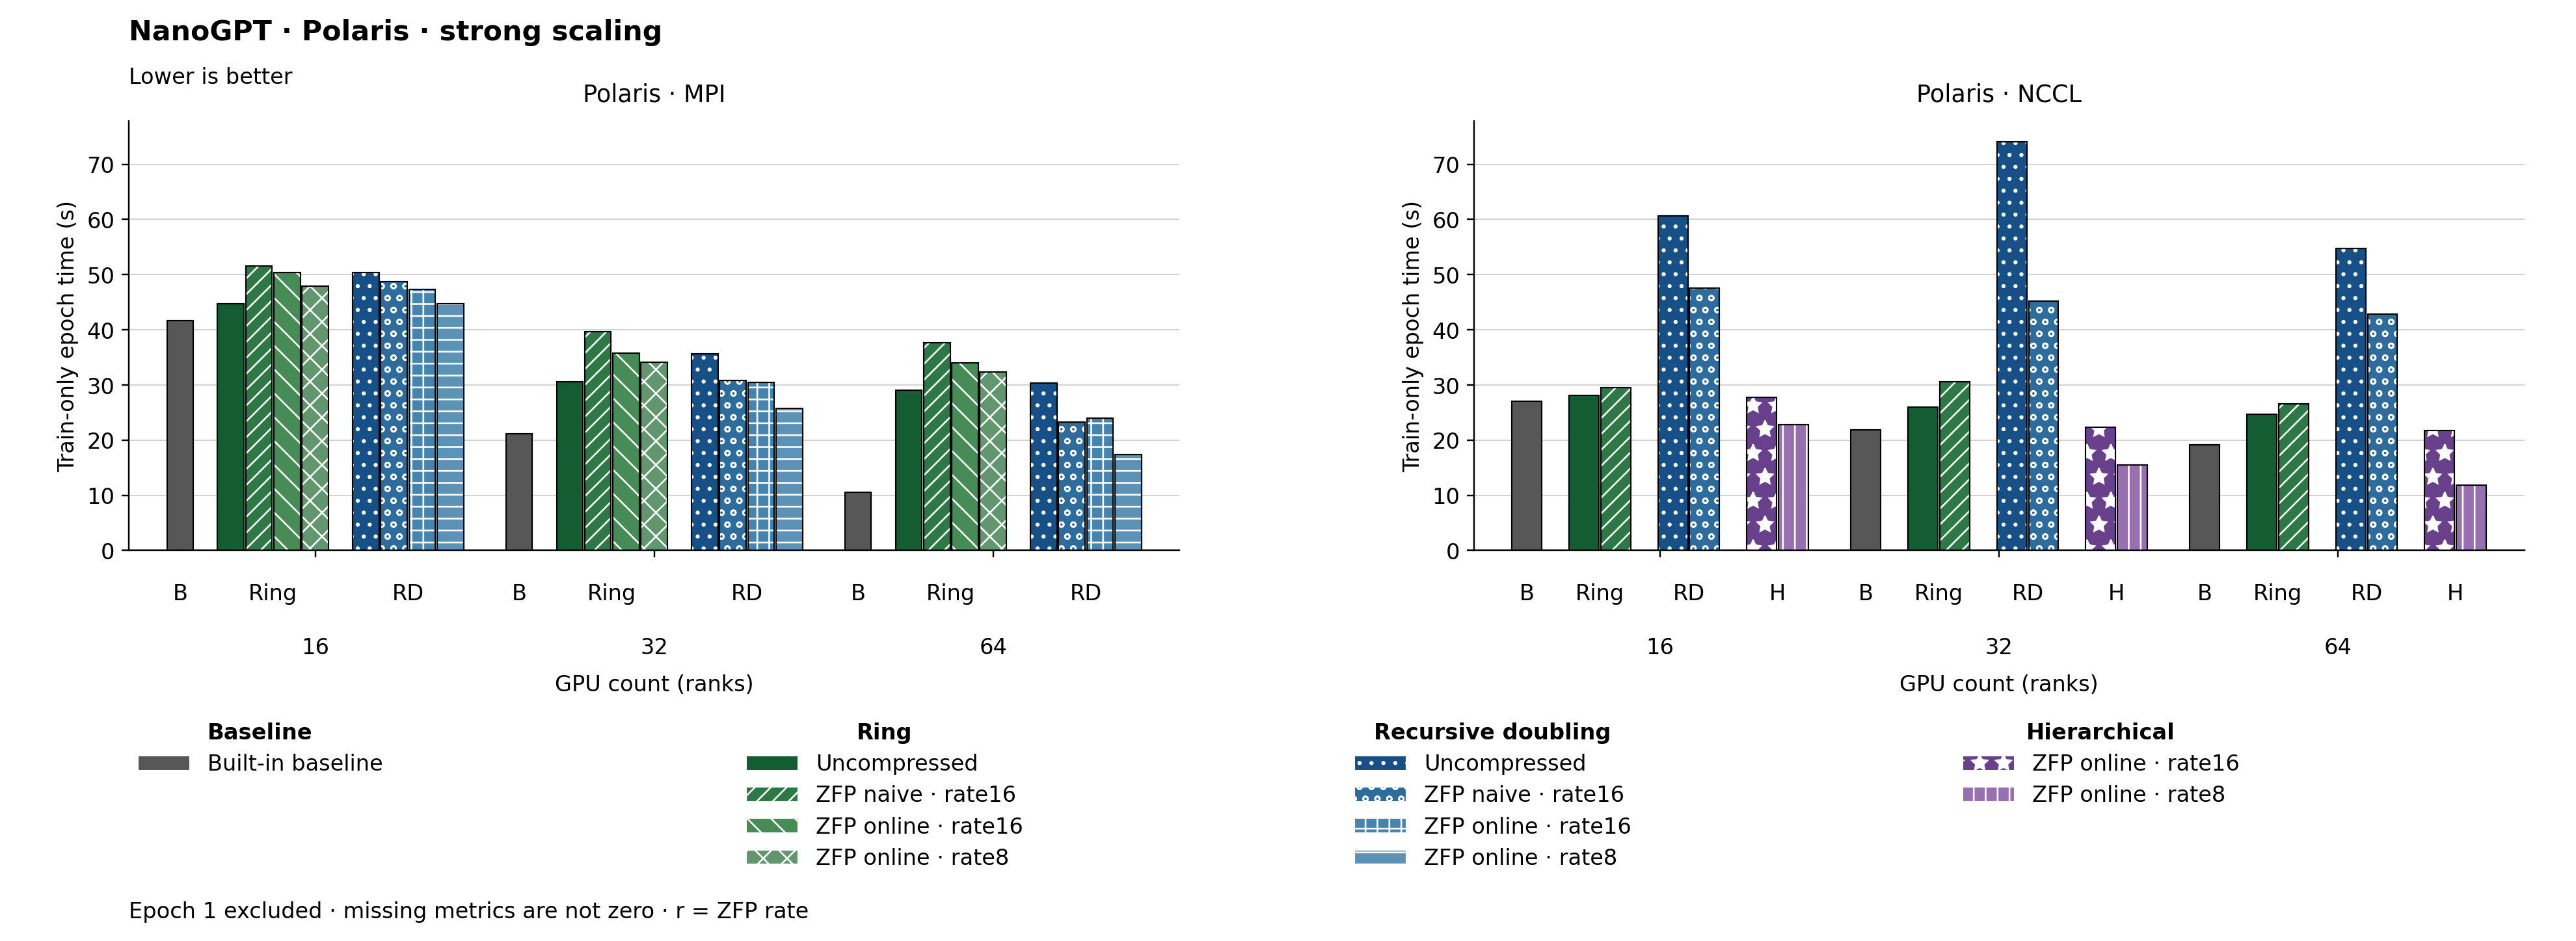 NanoGPT · Polaris · strong scaling
Lower is better
Polaris · MPI
Train-only epoch time (s)
70
60
50
40
30
20
10
0
B Ring RD B Ring RD B Ring RD
16 32 64
GPU count (ranks)
Polaris · NCCL
Train-only epoch time (s)
70
60
50
40
30
20
10
0
B Ring RD H B Ring RD H B Ring RD H
16 32 64
GPU count (ranks)
Baseline
Built-in baseline
Ring
Uncompressed
ZFP naive · rate16
ZFP online · rate16
ZFP online · rate8
Recursive doubling
Uncompressed
ZFP naive · rate16
ZFP online · rate16
ZFP online · rate8
Hierarchical
ZFP online · rate16
ZFP online · rate8
Epoch 1 excluded · missing metrics are not zero · r = ZFP rate